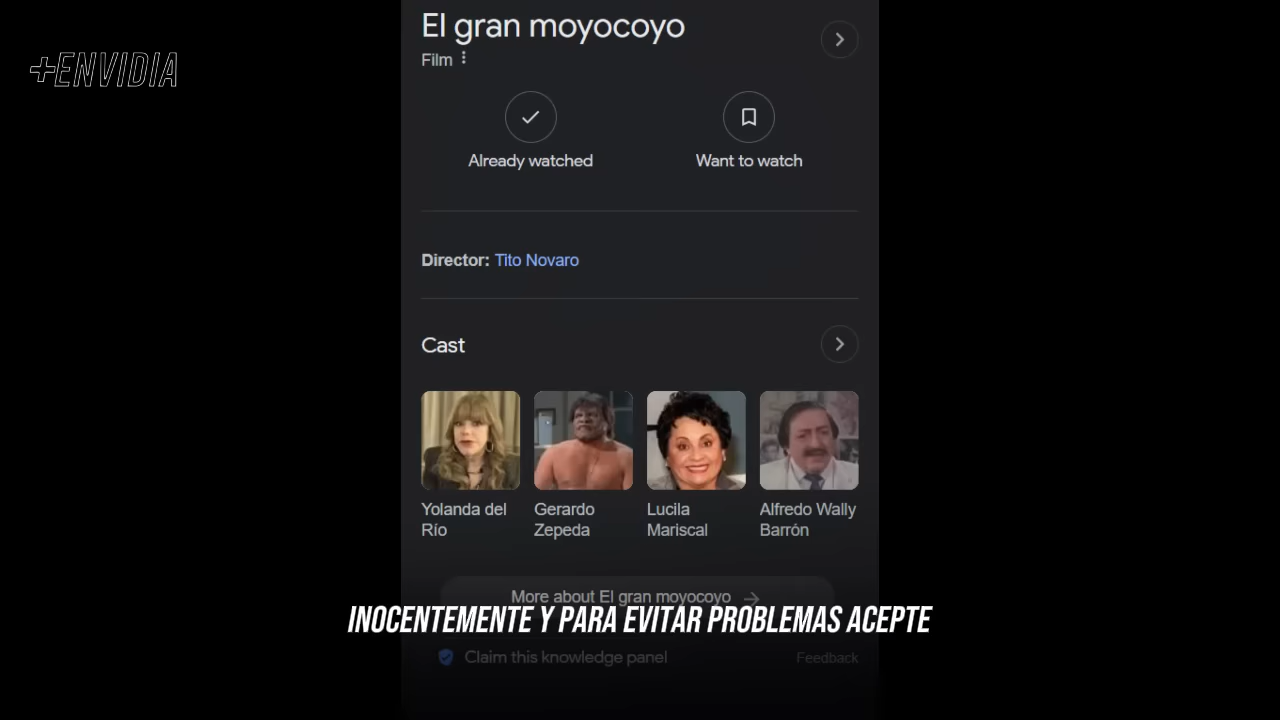 El gran moyocoyo
Film
+ENVIDIA
Already watched
Want to watch
Director: Tito Novaro
Cast
Yolanda del Río
Gerardo Zepeda
Lucila Mariscal
Alfredo Wally Barrón
More about El gran moyocoyo
INOCENTEMENTE Y PARA EVITAR PROBLEMAS ACEPTE
Claim this knowledge panel
Feedback